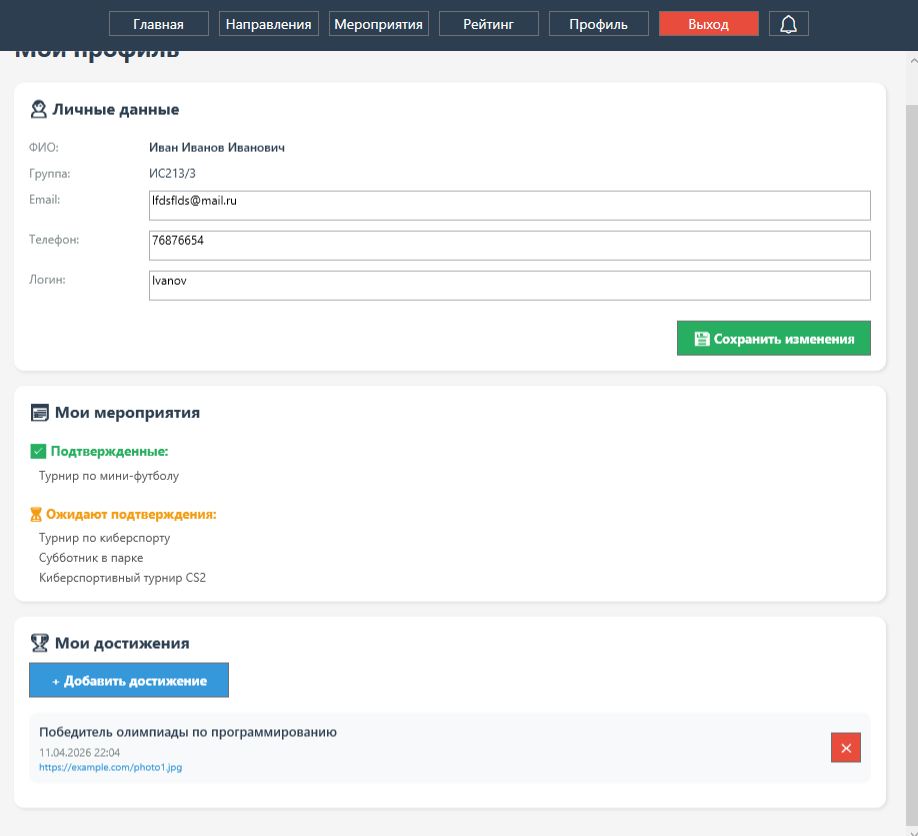 Главная Направления Мероприятия Рейтинг Профиль Выход
Мой профиль
Личные данные
ФИО: Иван Иванов Иванович
Группа: ИС213/3
Email: lfdsflds@mail.ru
Телефон: 76876654
Логин: Ivanov
Сохранить изменения
Мои мероприятия
Подтвержденные:
Турнир по мини-футболу
Ожидают подтверждения:
Турнир по киберспорту
Субботник в парке
Киберспортивный турнир CS2
Мои достижения
+ Добавить достижение
Победитель олимпиады по программированию
11.04.2026 22:04
https://example.com/photo1.jpg